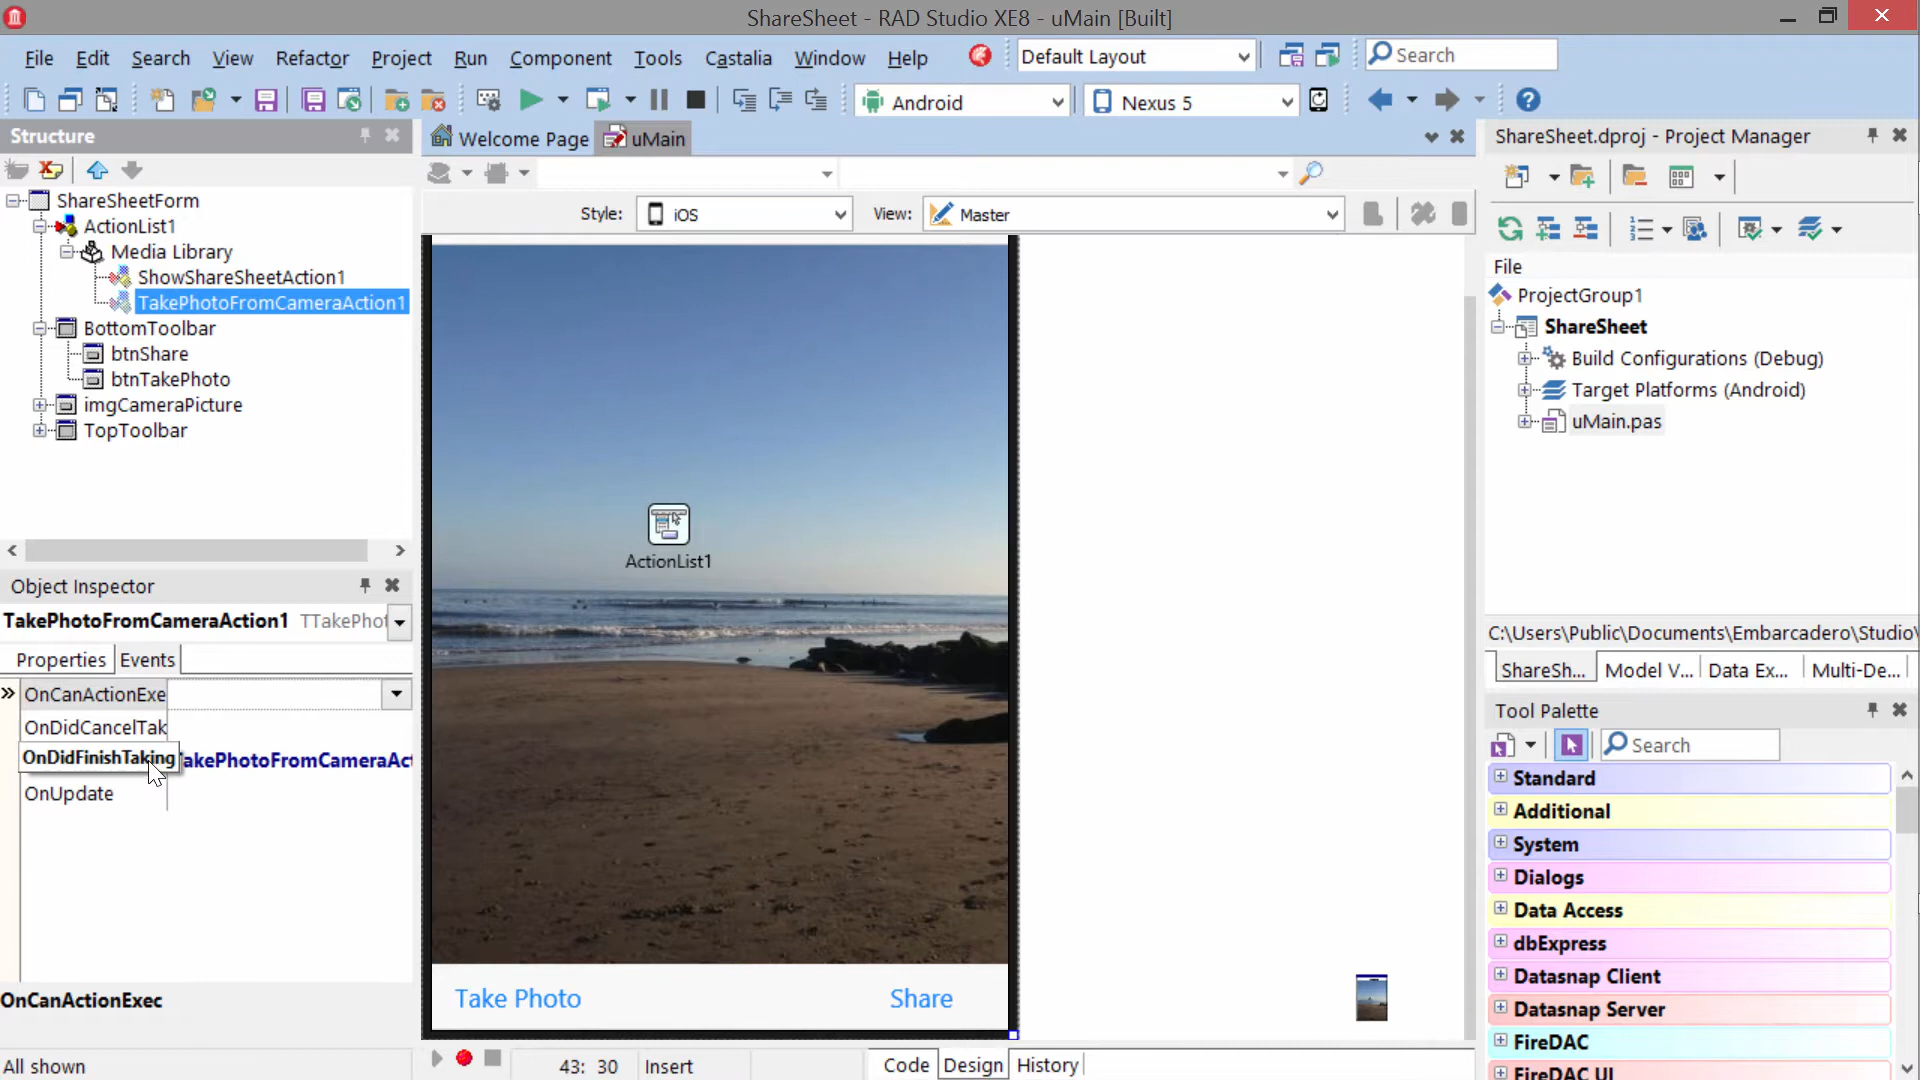 ShareSheet - RAD Studio XE8 - uMain [Built]
File Edit Search View Refactor Project Run Component Tools Castalia Window Help Default Layout Search
Android Nexus 5
Structure
ShareSheetForm
ActionList1
Media Library
ShowShareSheetAction1
TakePhotoFromCameraAction1
BottomToolbar
btnShare
btnTakePhoto
imgCameraPicture
TopToolbar
Object Inspector
TakePhotoFromCameraAction1 TTakePhot
Properties Events
OnCanActionExe
OnDidCancelTak
OnDidFinishTaking akePhotoFromCameraAct
OnUpdate
OnCanActionExec
All shown
Welcome Page uMain
Style: iOS View: Master
ActionList1
Take Photo Share
43: 30 Insert Code Design History
ShareSheet.dproj - Project Manager
File
ProjectGroup1
ShareSheet
Build Configurations (Debug)
Target Platforms (Android)
uMain.pas
C:\Users\Public\Documents\Embarcadero\Studio\
ShareSh... Model V... Data Ex... Multi-De...
Tool Palette
Search
Standard
Additional
System
Dialogs
Data Access
dbExpress
Datasnap Client
Datasnap Server
FireDAC
FireDAC UI